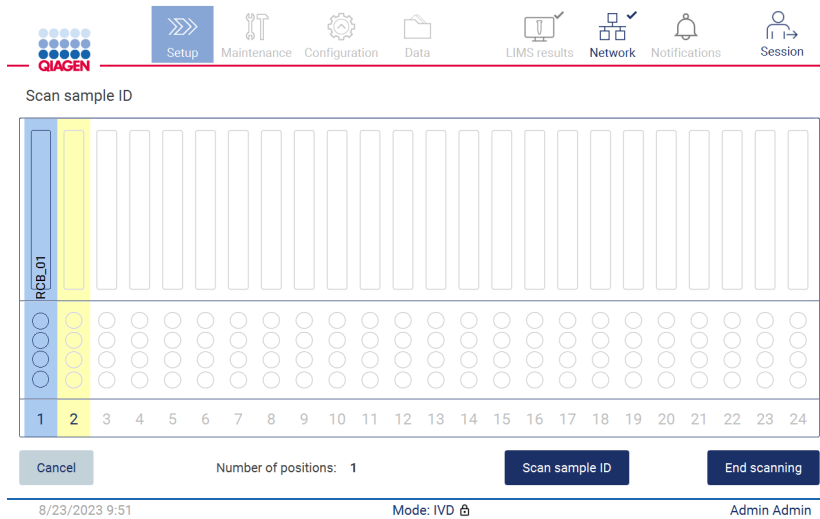 QIAGEN
Setup Maintenance Configuration Data LIMS results Network Notifications Session
Scan sample ID
RCB_01
1 2 3 4 5 6 7 8 9 10 11 12 13 14 15 16 17 18 19 20 21 22 23 24
Cancel Number of positions: 1 Scan sample ID End scanning
8/23/2023 9:51 Mode: IVD Admin Admin